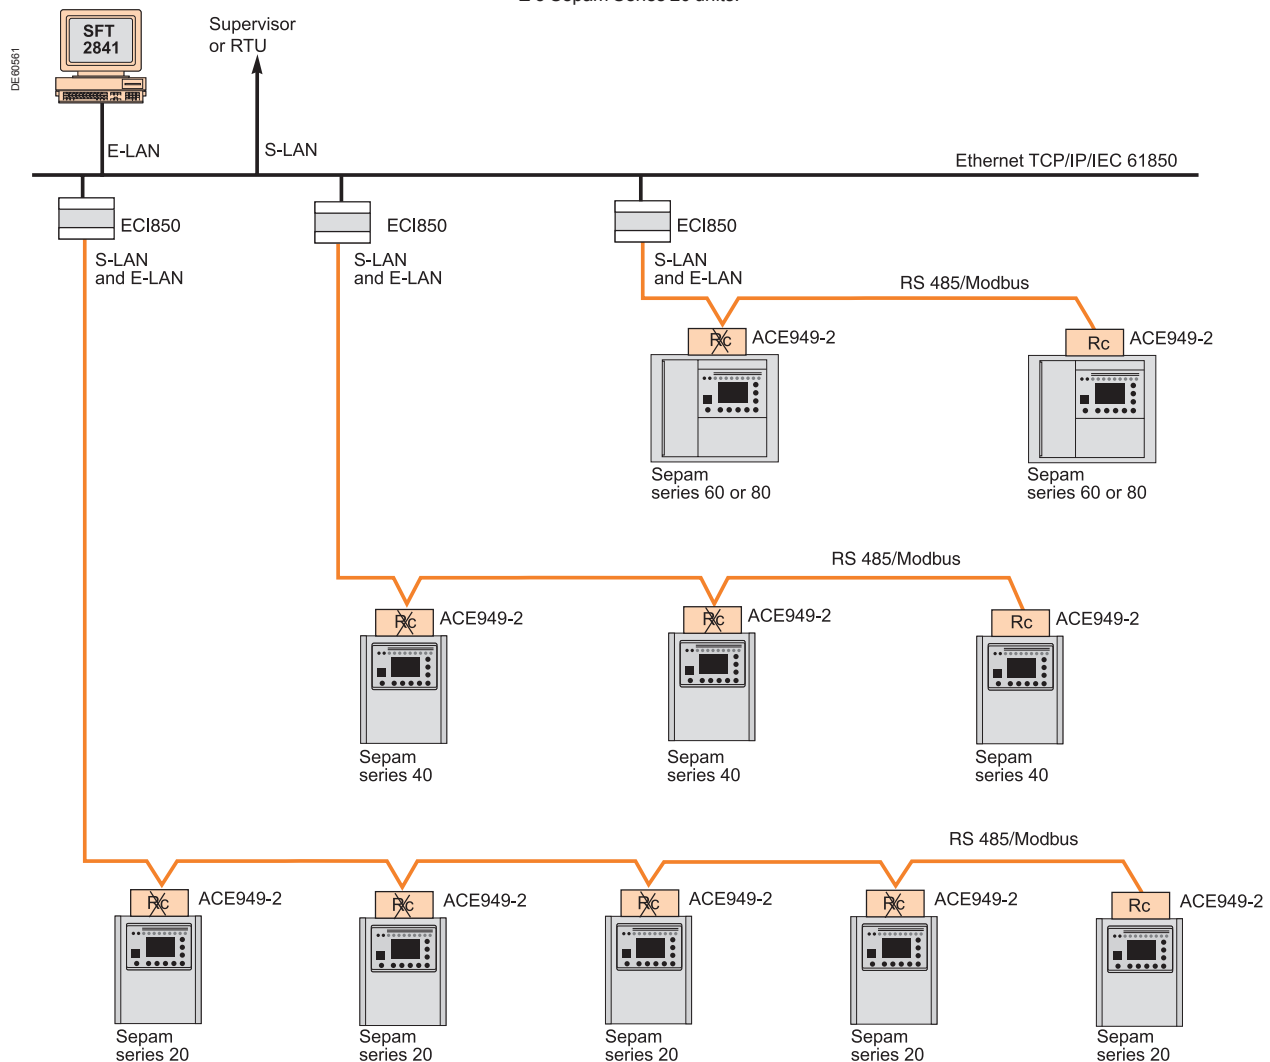 SFT
2841
Supervisor
or RTU
DE60561
E-LAN
S-LAN
Ethernet TCP/IP/IEC 61850
ECI850
ECI850
ECI850
S-LAN
and E-LAN
S-LAN
and E-LAN
S-LAN
and E-LAN
RS 485/Modbus
Rc
ACE949-2
Rc
ACE949-2
Sepam
series 60 or 80
Sepam
series 60 or 80
RS 485/Modbus
Rc
ACE949-2
Rc
ACE949-2
Rc
ACE949-2
Sepam
series 40
Sepam
series 40
Sepam
series 40
RS 485/Modbus
Rc
ACE949-2
Rc
ACE949-2
Rc
ACE949-2
Rc
ACE949-2
Rc
ACE949-2
Sepam
series 20
Sepam
series 20
Sepam
series 20
Sepam
series 20
Sepam
series 20